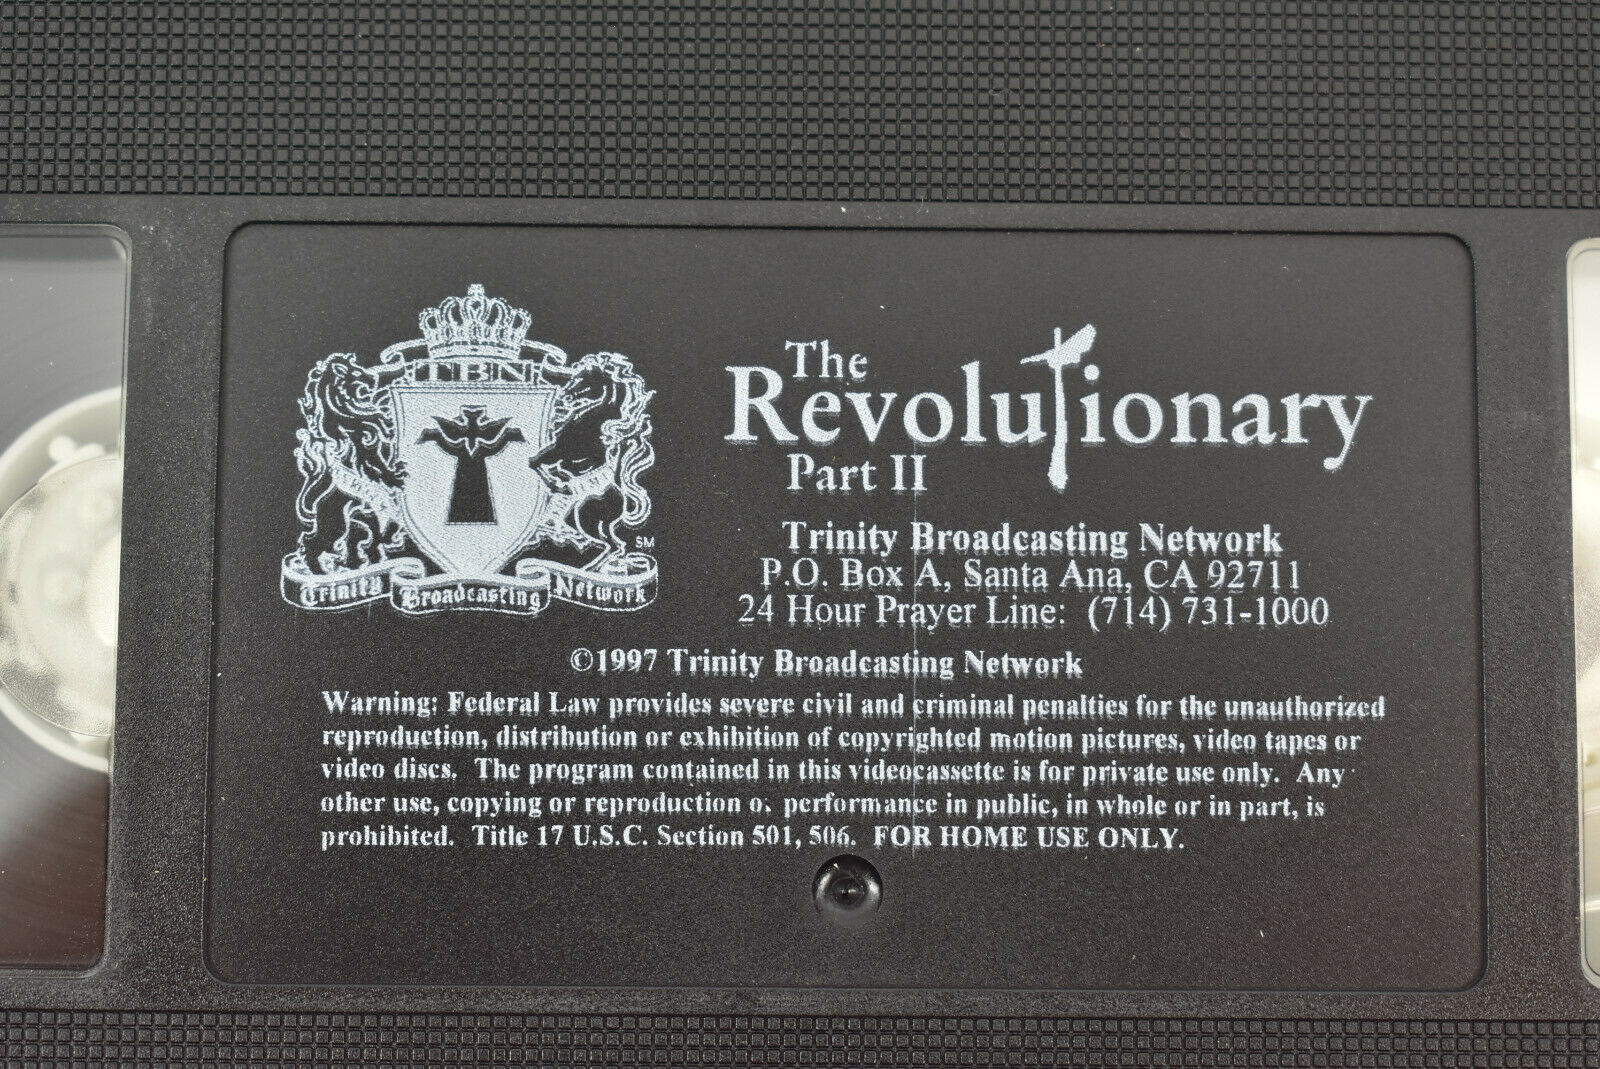 TBN
Trinity Broadcasting Network
SM
The
Revolutionary
Part II
Trinity Broadcasting Network
P.O. Box A, Santa Ana, CA 92711
24 Hour Prayer Line: (714) 731-1000
©1997 Trinity Broadcasting Network
Warning: Federal Law provides severe civil and criminal penalties for the unauthorized
reproduction, distribution or exhibition of copyrighted motion pictures, video tapes or
video discs. The program contained in this videocassette is for private use only. Any
other use, copying or reproduction or performance in public, in whole or in part, is
prohibited. Title 17 U.S.C. Section 501, 506. FOR HOME USE ONLY.